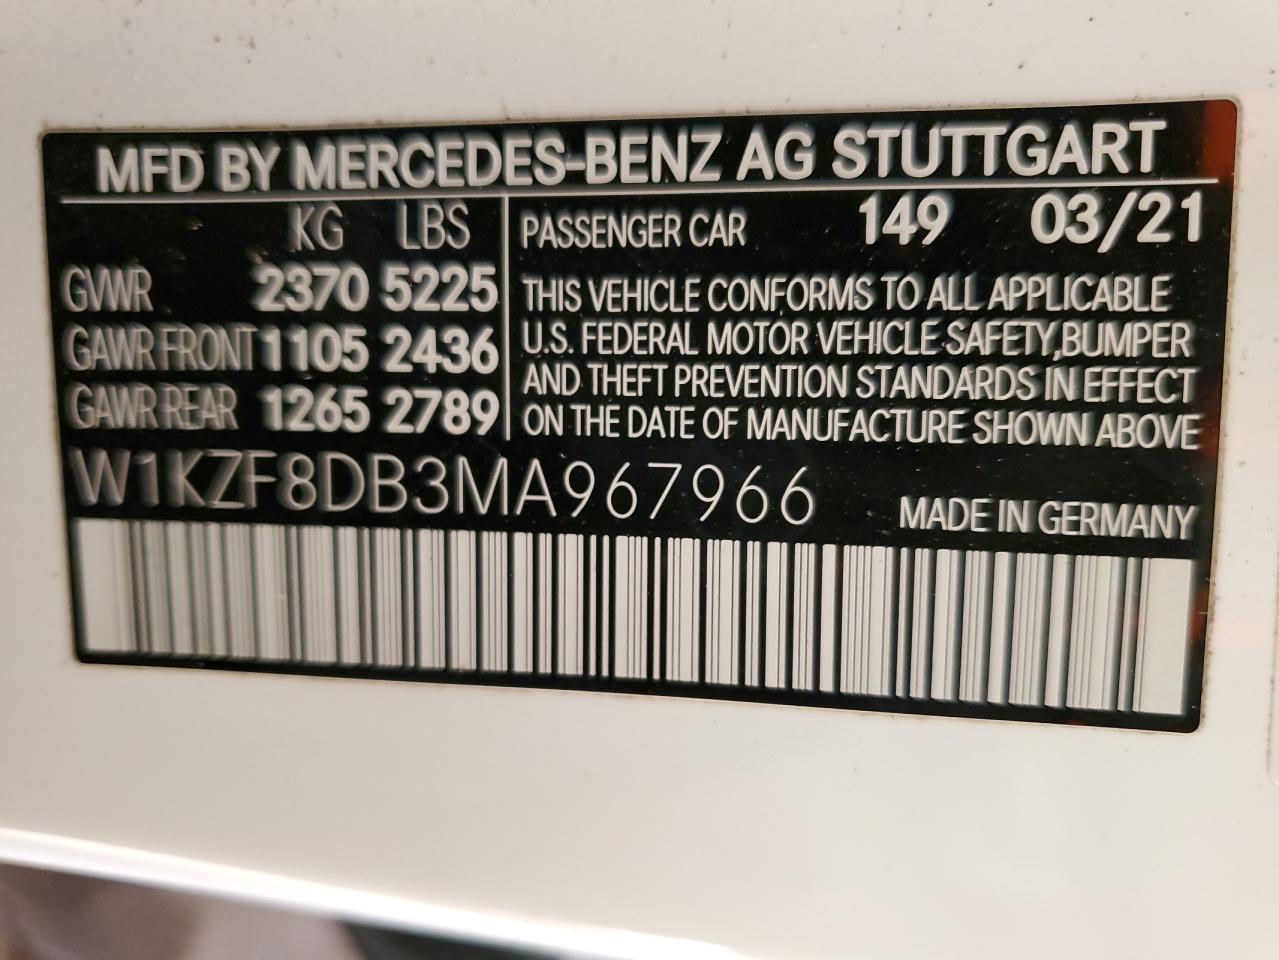 MFD BY MERCEDES-BENZ AG STUTTGART
KG LBS
GVWR 2370 5225
GAWR FRONT 1105 2436
GAWR REAR 1265 2789
PASSENGER CAR 149 03/21
THIS VEHICLE CONFORMS TO ALL APPLICABLE
U.S. FEDERAL MOTOR VEHICLE SAFETY,BUMPER
AND THEFT PREVENTION STANDARDS IN EFFECT
ON THE DATE OF MANUFACTURE SHOWN ABOVE
W1KZF8DB3MA967966
MADE IN GERMANY